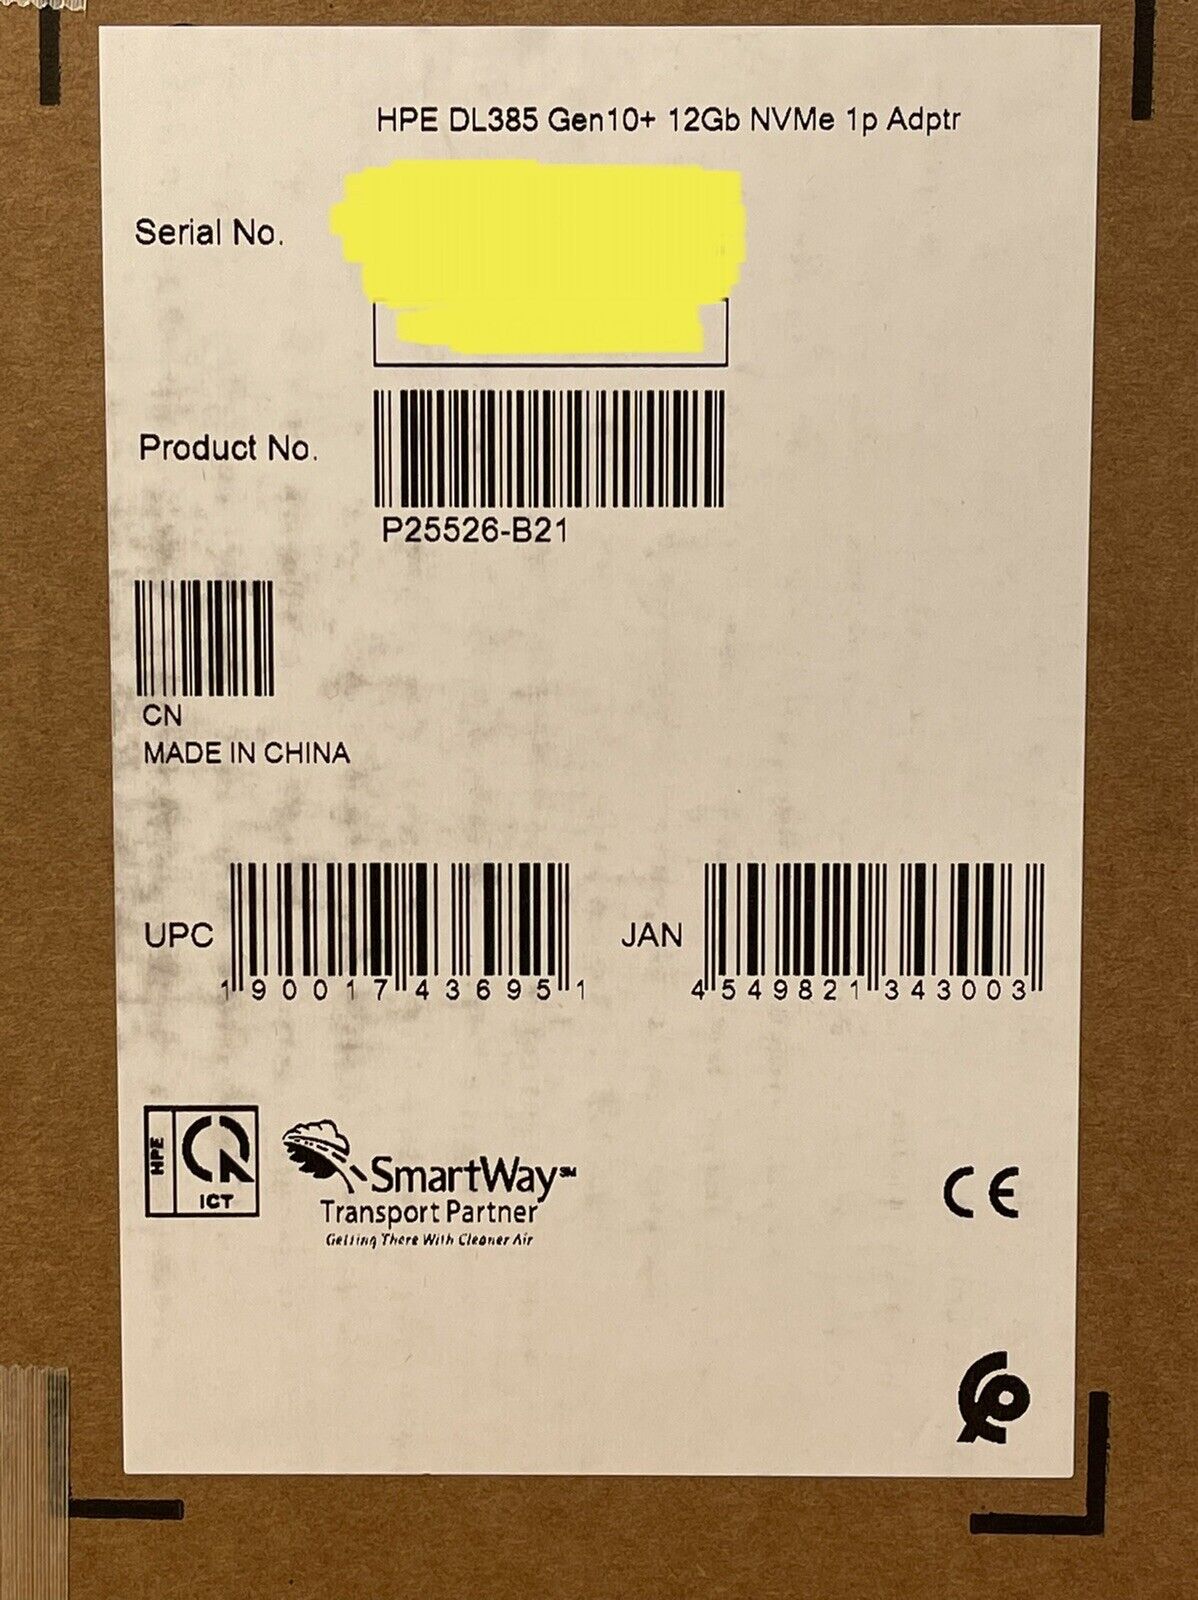 HPE DL385 Gen10+ 12Gb NVMe 1p Adptr
Serial No.
Product No.
P25526-B21
CN
MADE IN CHINA
UPC
1 90017 43695 1
JAN
4 549821 343003
HPE
ICT
SmartWay℠
Transport Partner
Getting There With Cleaner Air
CE